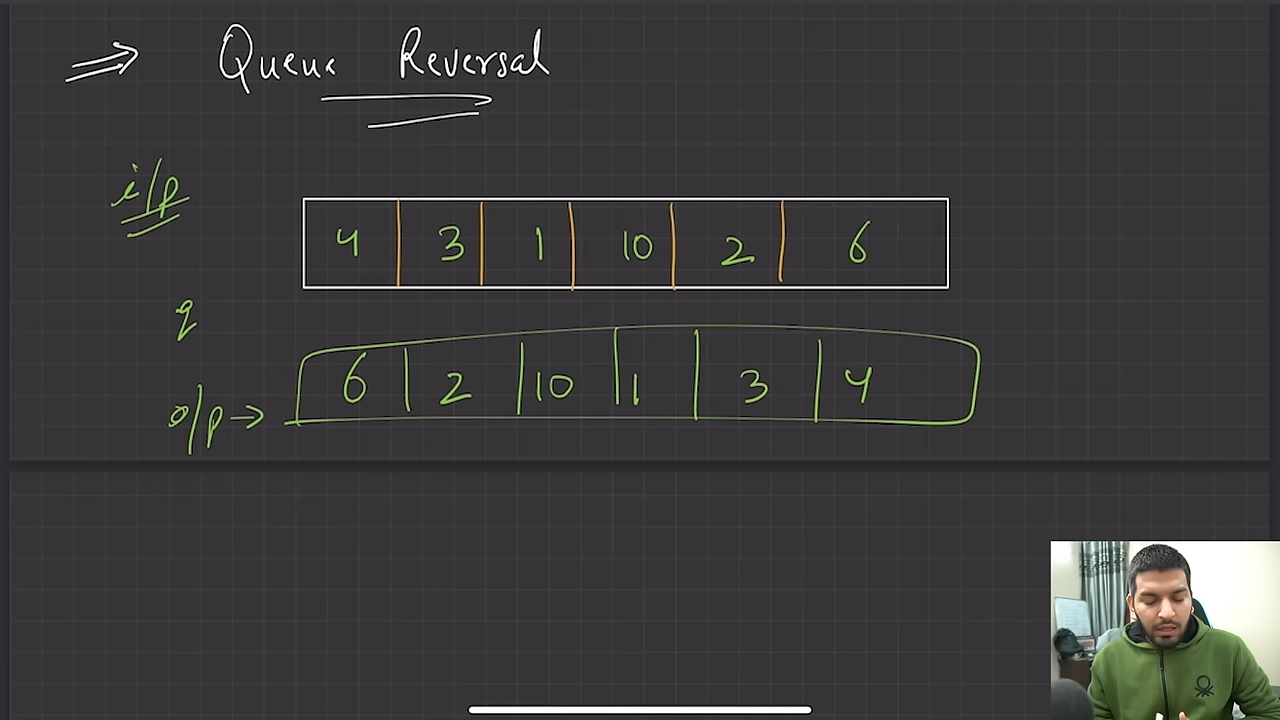 ⇒ Queue Reversal
i/p
4 3 1 10 2 6
q
o/p → 6 2 10 1 3 4